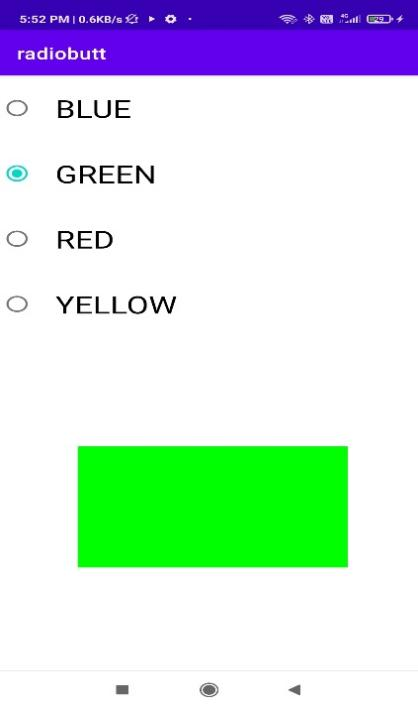 5:52 PM | 0.6KB/s
radiobutt
BLUE
GREEN
RED
YELLOW